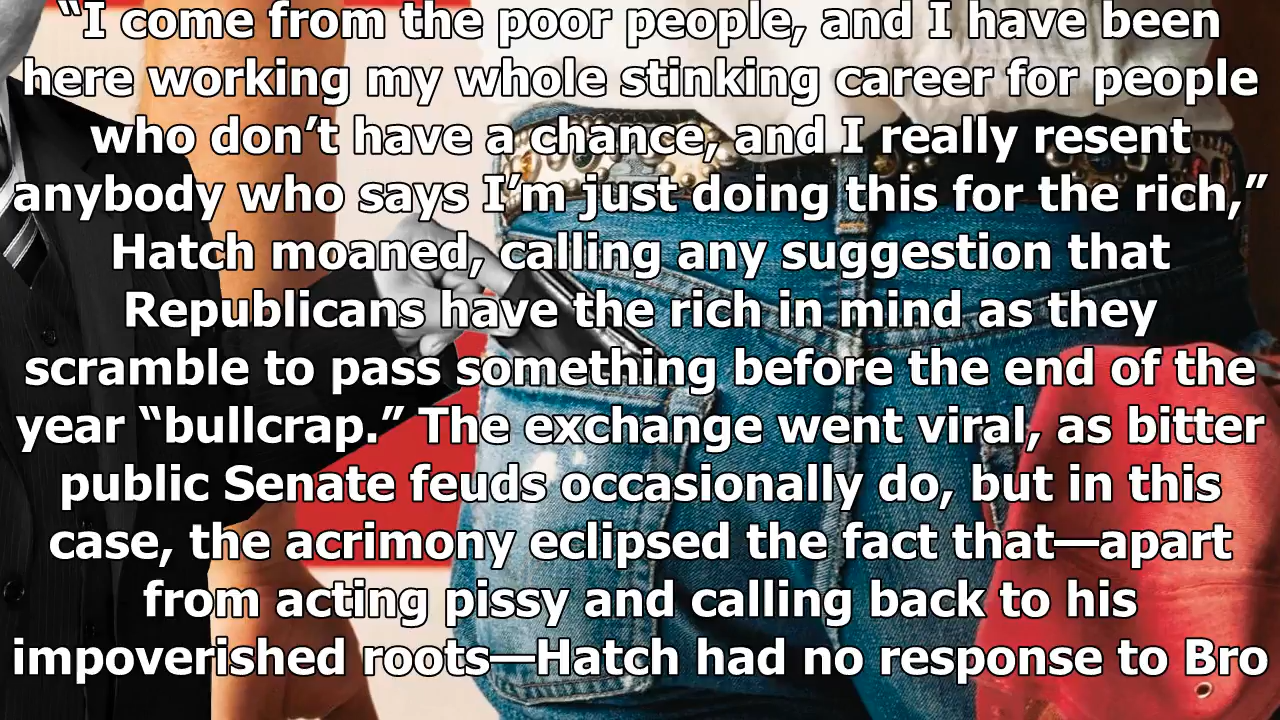 “I come from the poor people, and I have been
here working my whole stinking career for people
who don’t have a chance, and I really resent
anybody who says I’m just doing this for the rich,”
Hatch moaned, calling any suggestion that
Republicans have the rich in mind as they
scramble to pass something before the end of the
year “bullcrap.” The exchange went viral, as bitter
public Senate feuds occasionally do, but in this
case, the acrimony eclipsed the fact that—apart
from acting pissy and calling back to his
impoverished roots—Hatch had no response to Bro